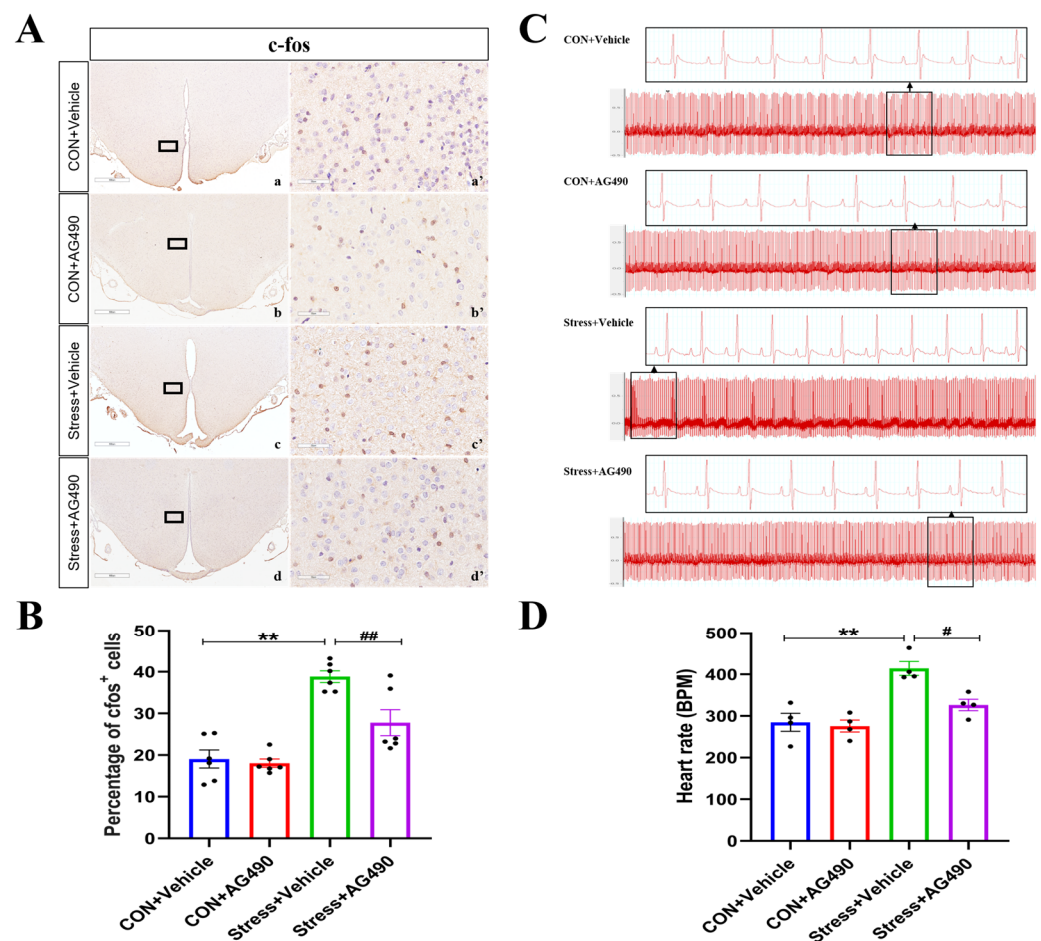 A
c-fos
CON+Vehicle
a
a’
CON+AG490
b
b’
Stress+Vehicle
c
c’
Stress+AG490
d
d’
B
Percentage of cfos⁺ cells
50
40
30
20
10
0
**
##
CON+Vehicle
CON+AG490
Stress+Vehicle
Stress+AG490
C
CON+Vehicle
CON+AG490
Stress+Vehicle
Stress+AG490
D
Heart rate (BPM)
500
400
300
200
100
0
**
#
CON+Vehicle
CON+AG490
Stress+Vehicle
Stress+AG490